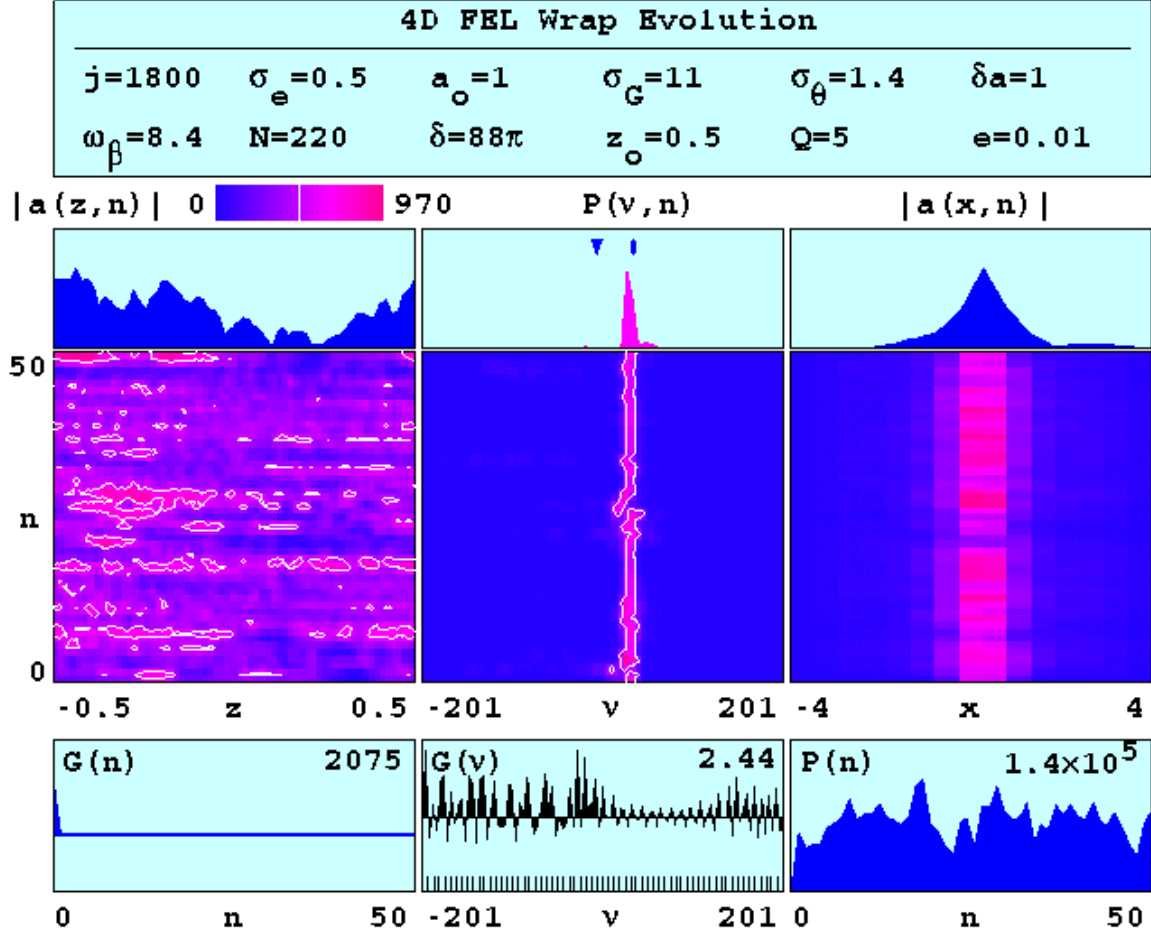 4D FEL Wrap Evolution
j=1800 σe=0.5 ao=1 σG=11 σθ=1.4 δa=1
ωβ=8.4 N=220 δ=88π zo=0.5 Q=5 e=0.01
|a(z,n)| 0 970 P(ν,n) |a(x,n)|
50
n
0
-0.5 z 0.5 -201 ν 201 -4 x 4
G(n) 2075 G(ν) 2.44 P(n) 1.4×10^5
0 n 50 -201 ν 201 0 n 50